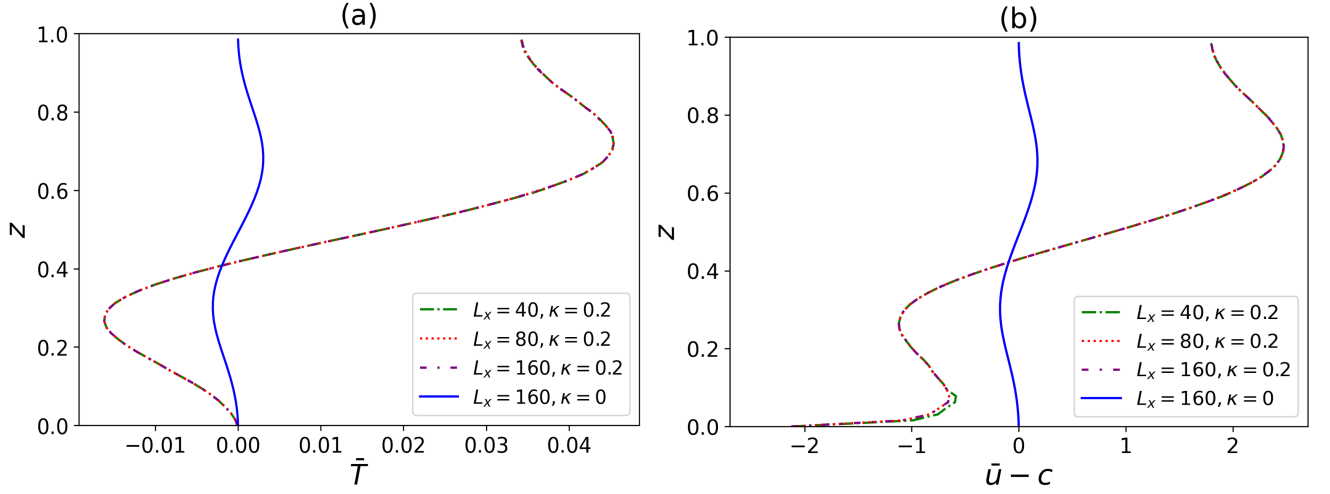 (a)
z
1.0
0.8
0.6
0.4
0.2
0.0
−0.01 0.00 0.01 0.02 0.03 0.04
T̄
L_x = 40, κ = 0.2
L_x = 80, κ = 0.2
L_x = 160, κ = 0.2
L_x = 160, κ = 0
(b)
z
1.0
0.8
0.6
0.4
0.2
0.0
−2 −1 0 1 2
ū − c
L_x = 40, κ = 0.2
L_x = 80, κ = 0.2
L_x = 160, κ = 0.2
L_x = 160, κ = 0